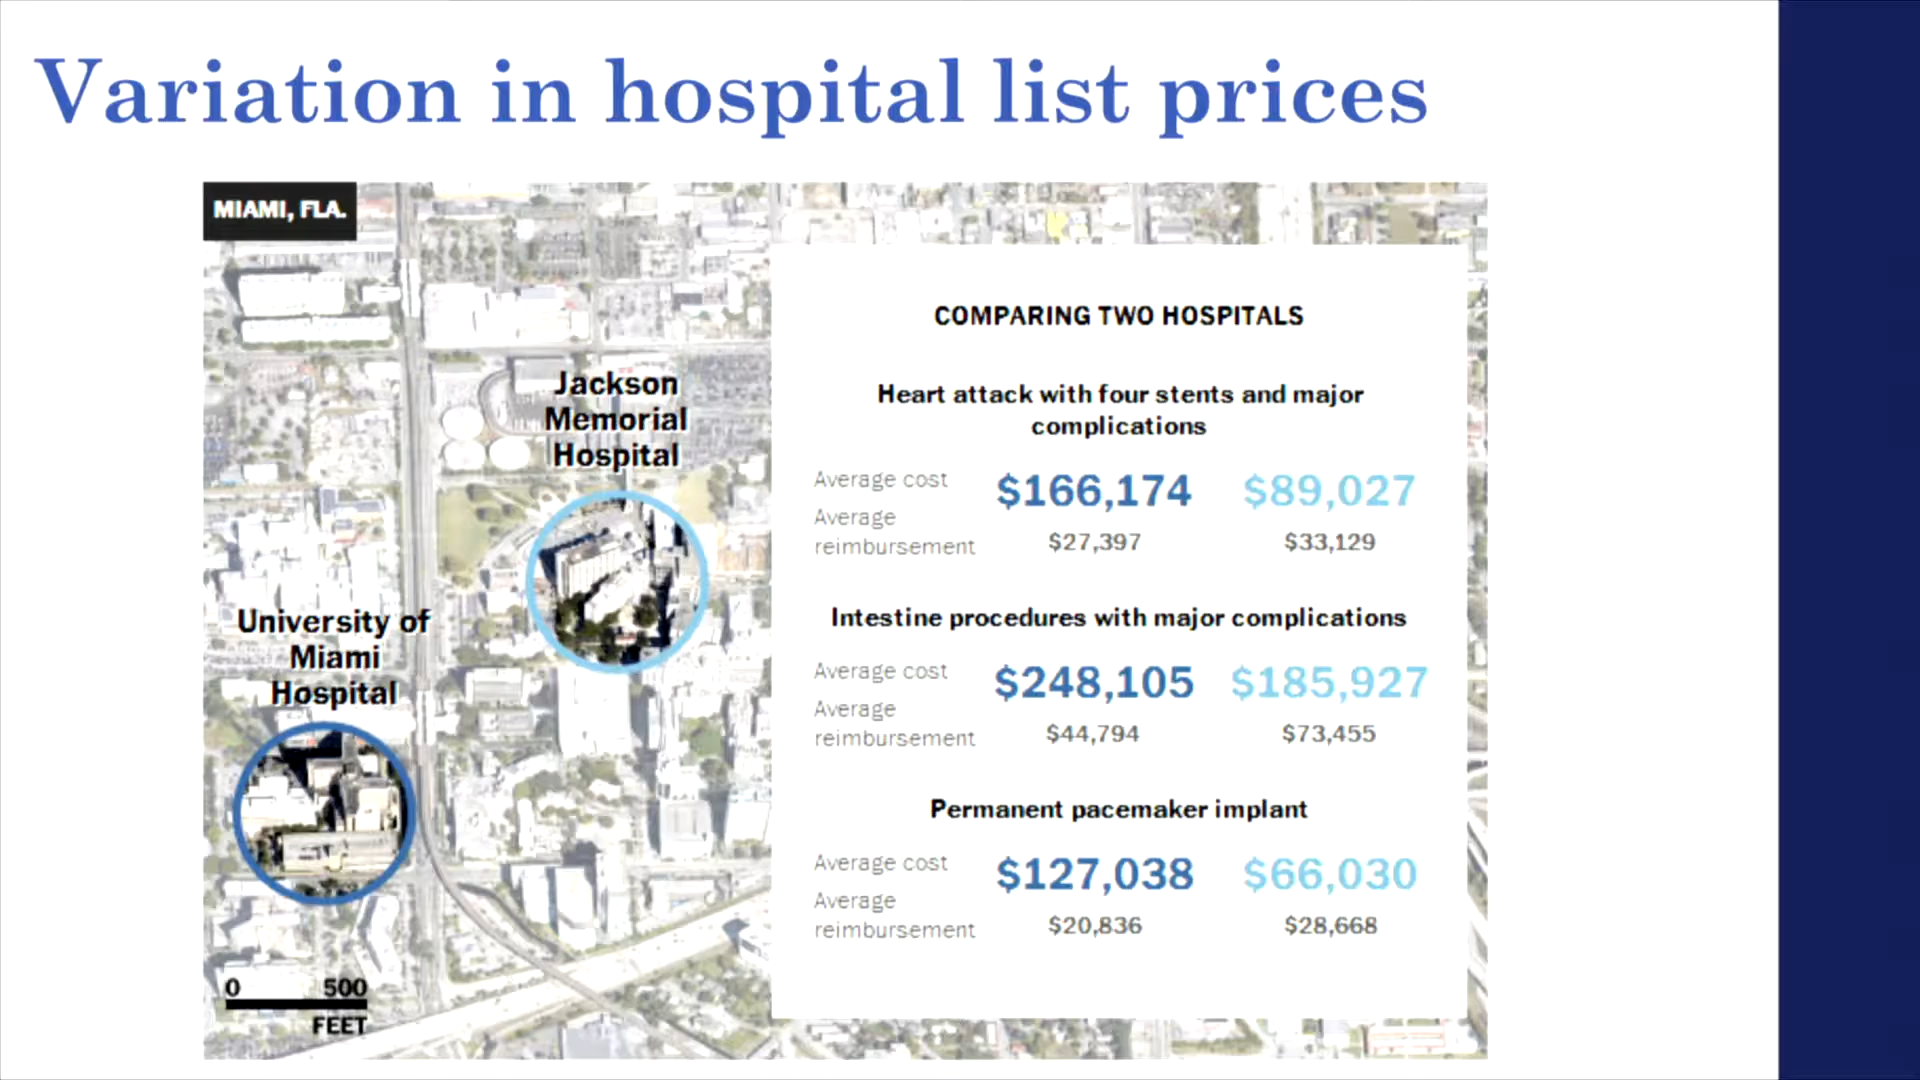 Variation in hospital list prices
MIAMI, FLA.
Jackson
Memorial
Hospital
University of
Miami
Hospital
0 500
FEET
COMPARING TWO HOSPITALS
Heart attack with four stents and major
complications
Average cost $166,174 $89,027
Average
reimbursement $27,397 $33,129
Intestine procedures with major complications
Average cost $248,105 $185,927
Average
reimbursement $44,794 $73,455
Permanent pacemaker implant
Average cost $127,038 $66,030
Average
reimbursement $20,836 $28,668